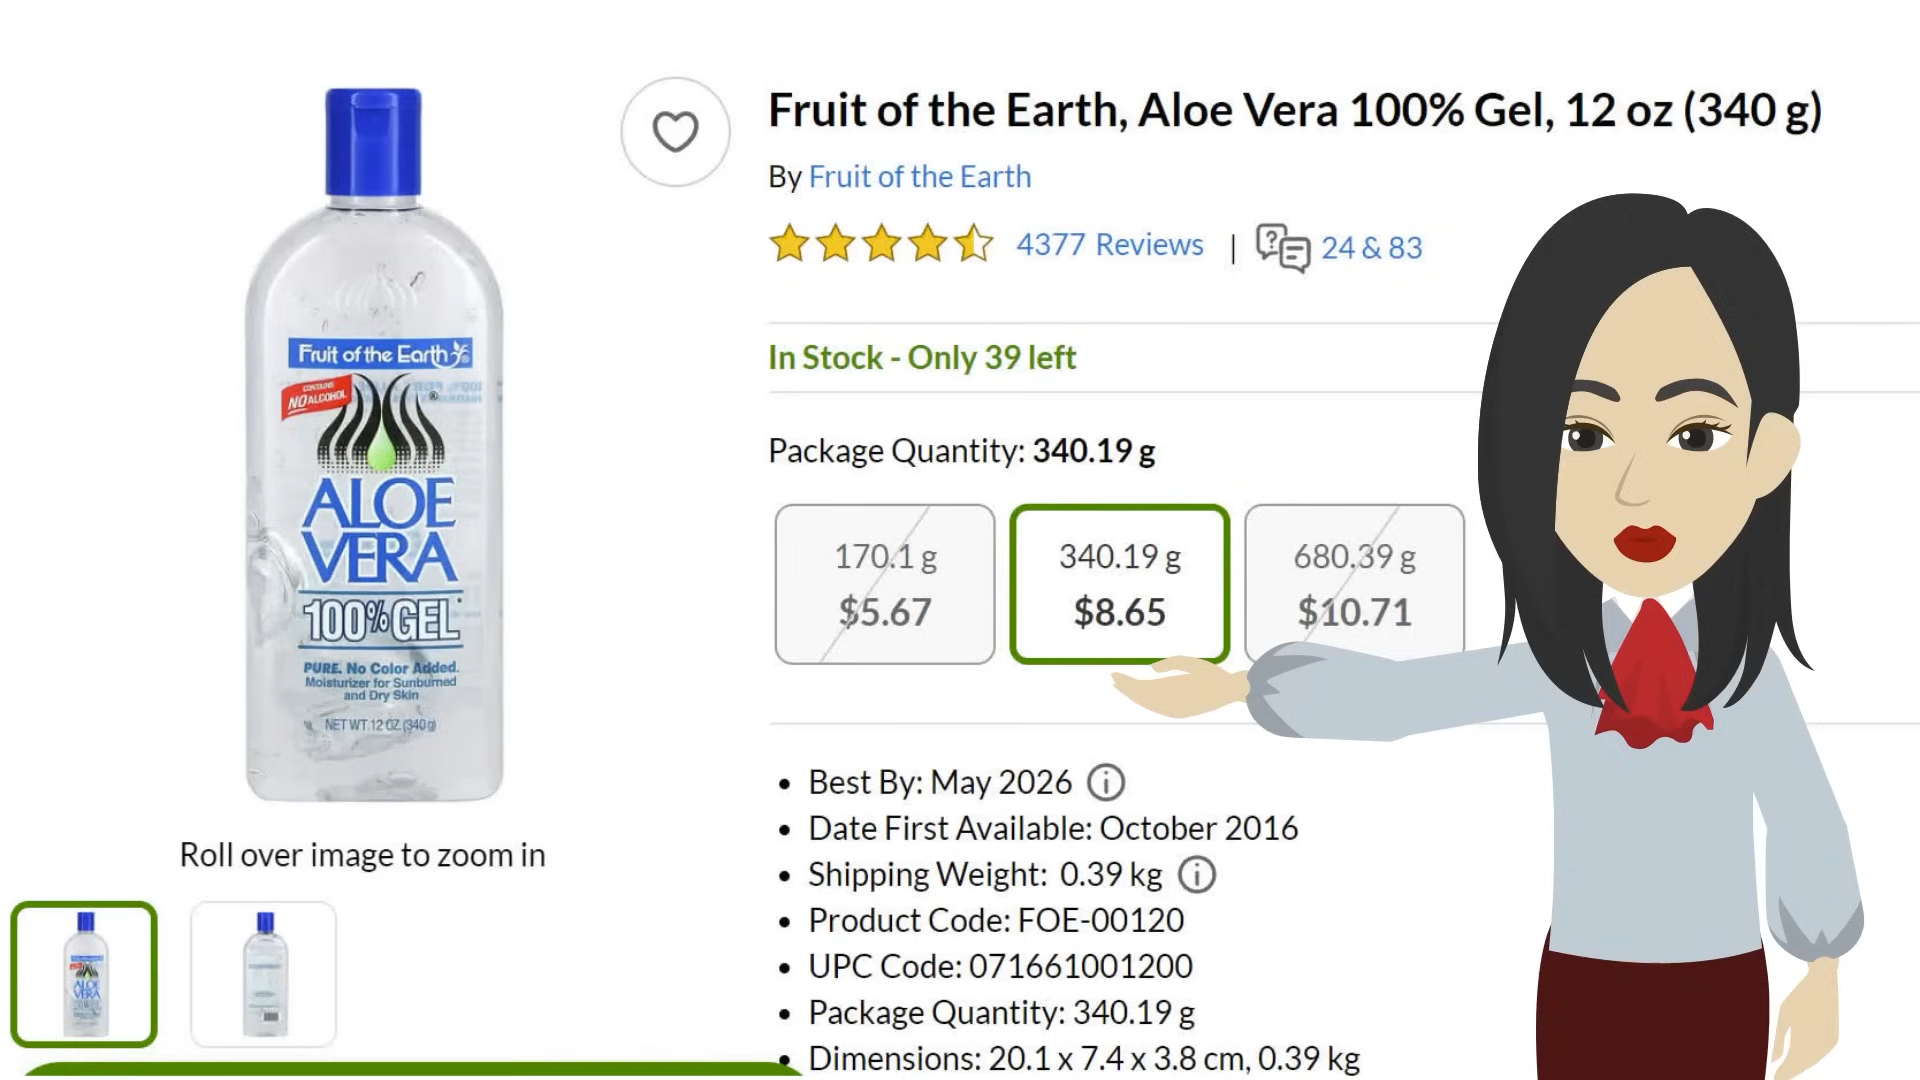 Fruit of the Earth, Aloe Vera 100% Gel, 12 oz (340 g)
By Fruit of the Earth
4377 Reviews | 24 & 83
In Stock - Only 39 left
Package Quantity: 340.19 g
170.1 g
$5.67
340.19 g
$8.65
680.39 g
$10.71
Best By: May 2026
Date First Available: October 2016
Shipping Weight: 0.39 kg
Product Code: FOE-00120
UPC Code: 071661001200
Package Quantity: 340.19 g
Dimensions: 20.1 x 7.4 x 3.8 cm, 0.39 kg
Fruit of the Earth®
CONTAINS
NO ALCOHOL
®
ALOE
VERA
100% GEL
PURE. No Color Added.
Moisturizer for Sunburned
and Dry Skin
NET WT. 12 OZ. (340 g)
Roll over image to zoom in
ALOE
VERA